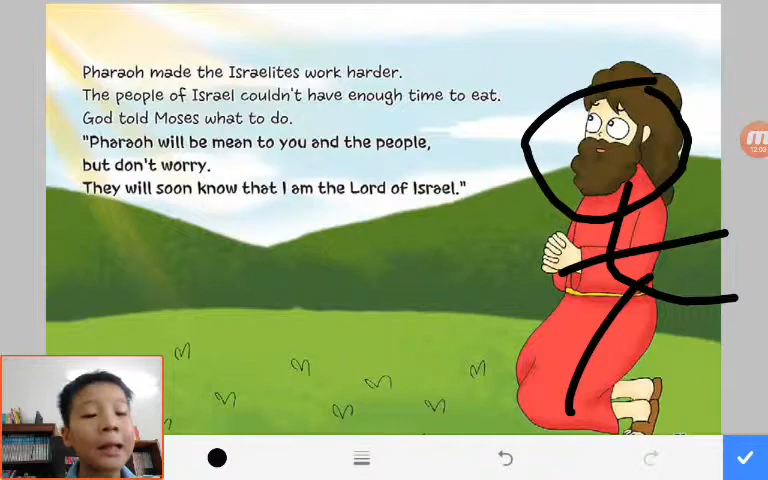 Pharaoh made the Israelites work harder.
The people of Israel couldn't have enough time to eat.
God told Moses what to do.
"Pharaoh will be mean to you and the people,
but don't worry.
They will soon know that I am the Lord of Israel."
12:03